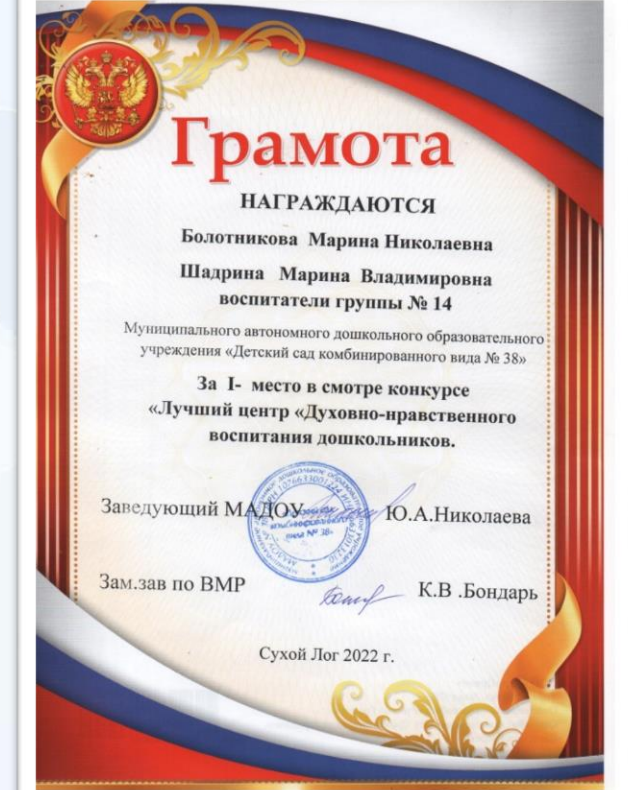 Грамота
НАГРАЖДАЮТСЯ
Болотникова Марина Николаевна
Шадрина Марина Владимировна
воспитатели группы № 14
Муниципального автономного дошкольного образовательного
учреждения «Детский сад комбинированного вида № 38»
За I- место в смотре конкурсе
«Лучший центр «Духовно-нравственного
воспитания дошкольников.
Заведующий МАДОУ Ю.А.Николаева
Зам.зав по ВМР К.В .Бондарь
Сухой Лог 2022 г.